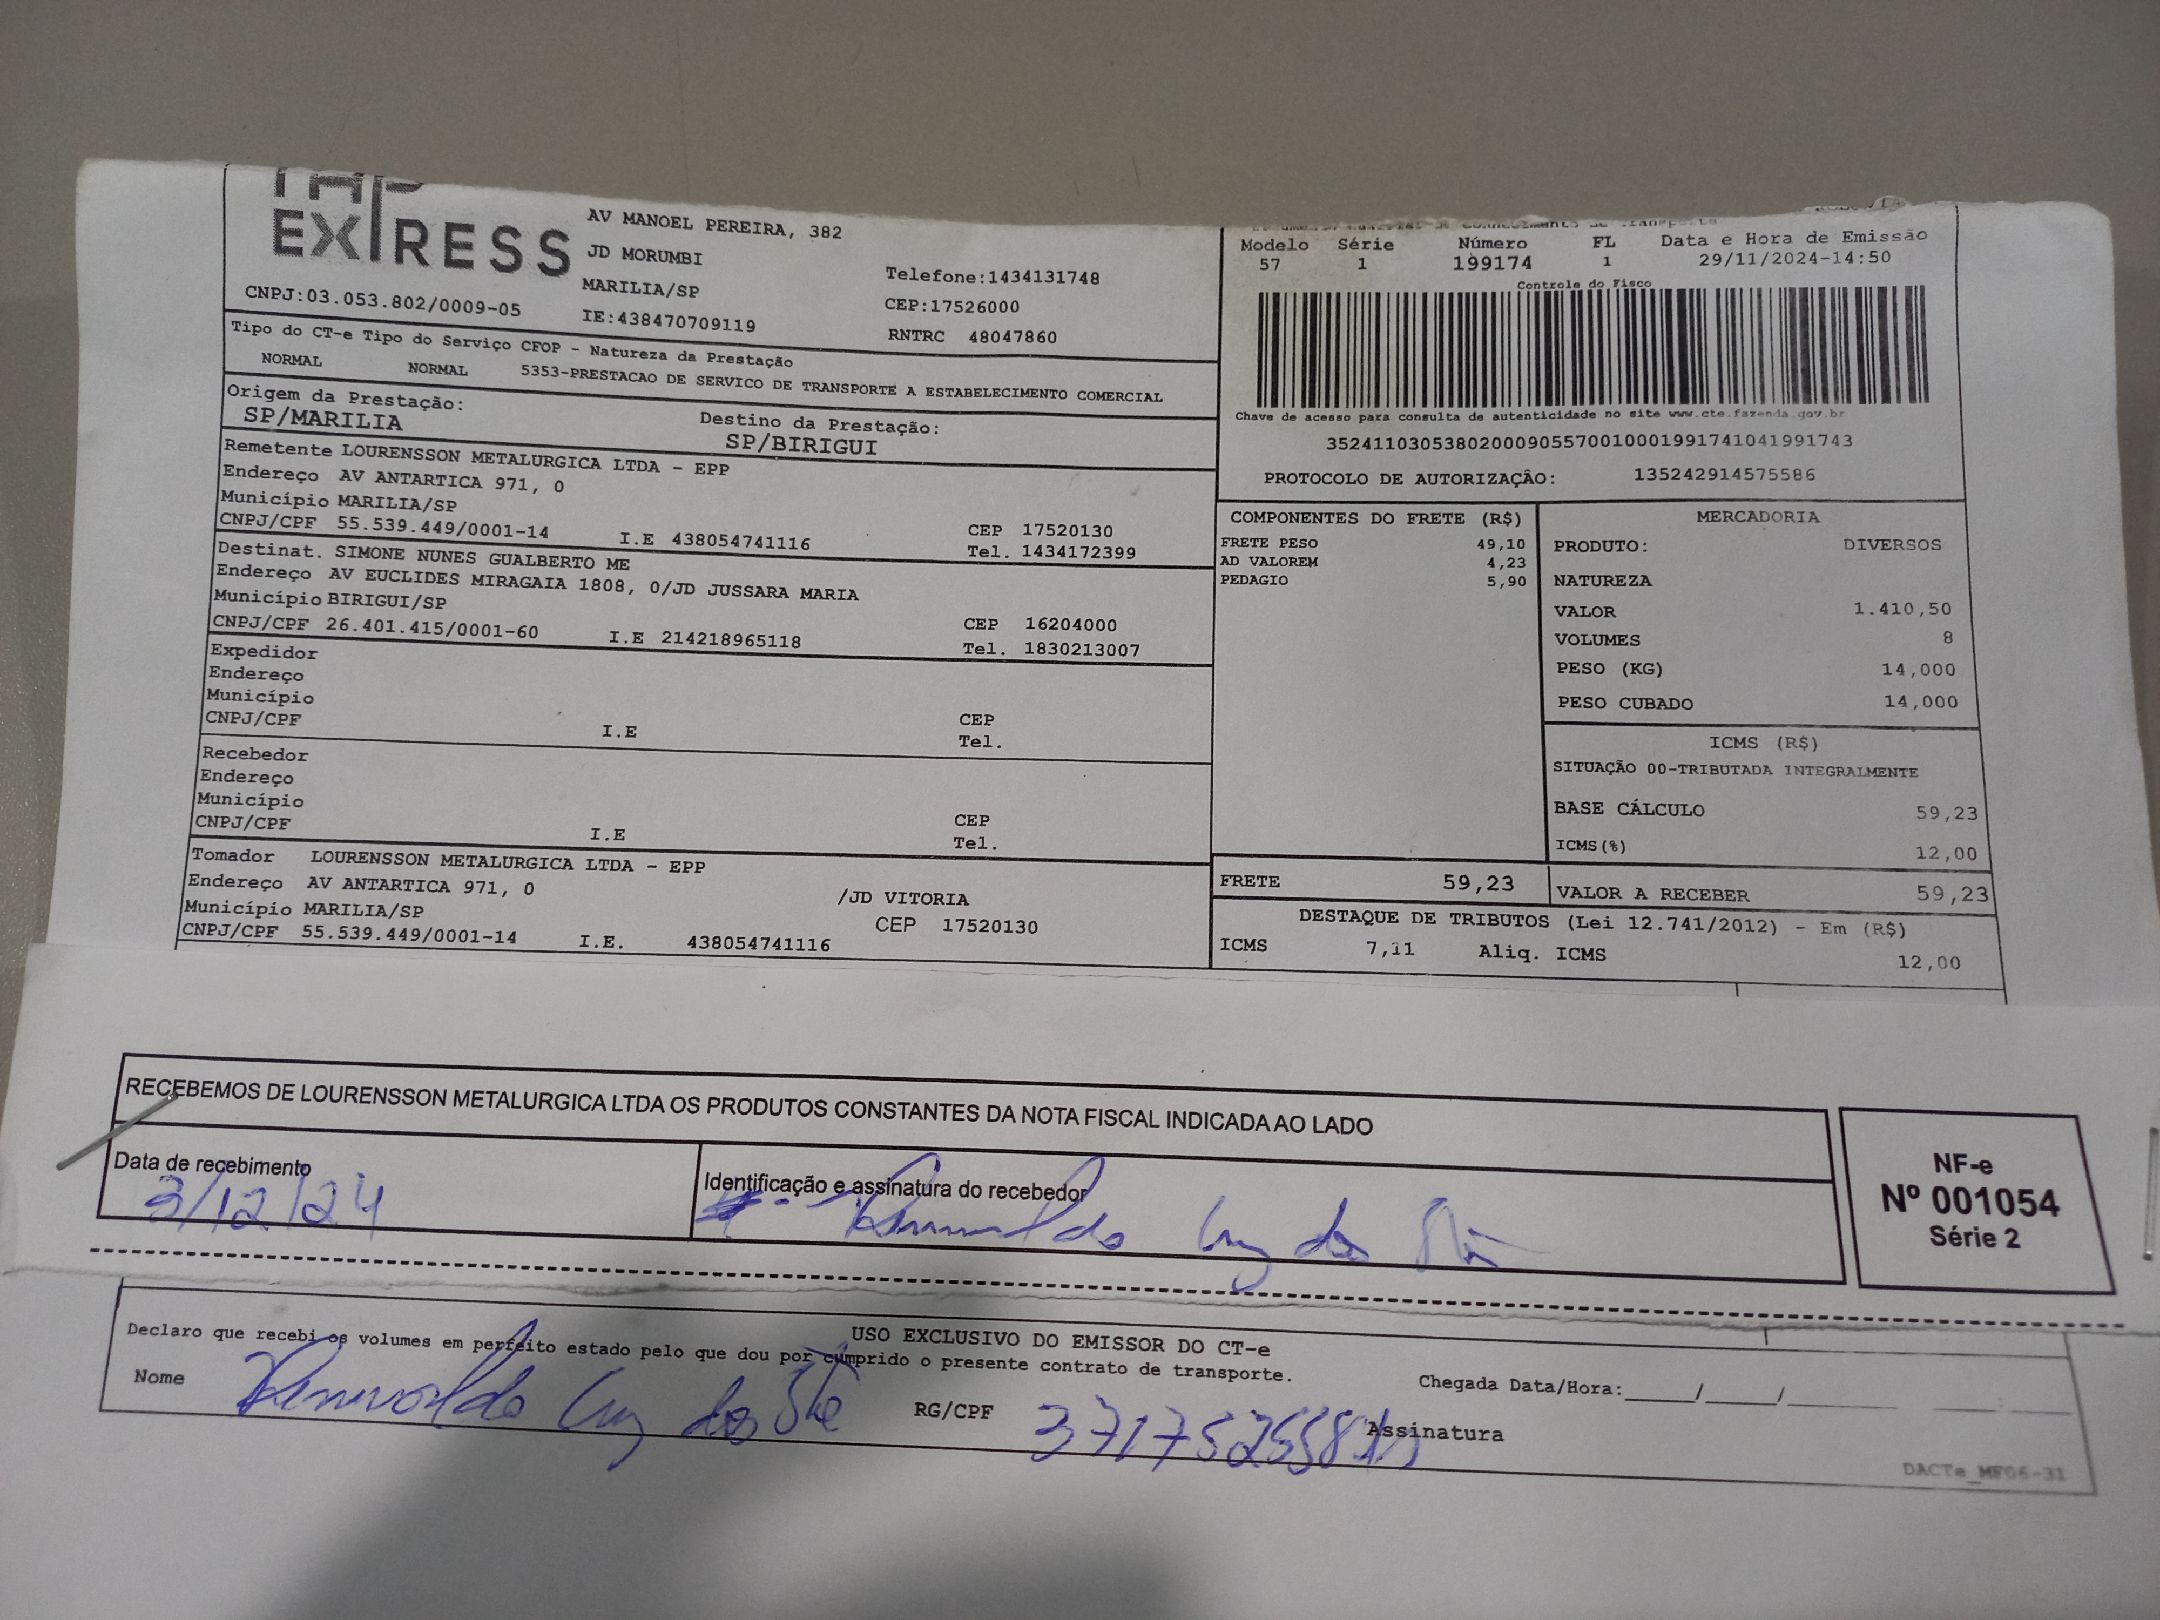 EXPRESS
AV MANOEL PEREIRA, 382
JD MORUMBI
MARILIA/SP
Telefone:1434131748
CNPJ:03.053.802/0009-05
IE:438470709119
CEP:17526000
RNTRC 48047860
Modelo Série Número FL Data e Hora de Emissão
57 1 199174 1 29/11/2024-14:50
Controle do Fisco
Tipo do CT-e Tipo do Serviço CFOP - Natureza da Prestação
NORMAL NORMAL 5353-PRESTACAO DE SERVICO DE TRANSPORTE A ESTABELECIMENTO COMERCIAL
Origem da Prestação: Destino da Prestação:
SP/MARILIA SP/BIRIGUI
Chave de acesso para consulta de autenticidade no site www.cte.fazenda.gov.br
35241103053802000905570010001991741041991743
PROTOCOLO DE AUTORIZAÇÃO: 135242914575586
Remetente LOURENSSON METALURGICA LTDA - EPP
Endereço AV ANTARTICA 971, 0
Município MARILIA/SP CEP 17520130
CNPJ/CPF 55.539.449/0001-14 I.E 438054741116 Tel. 1434172399
Destinat. SIMONE NUNES GUALBERTO ME
Endereço AV EUCLIDES MIRAGAIA 1808, 0/JD JUSSARA MARIA
Município BIRIGUI/SP CEP 16204000
CNPJ/CPF 26.401.415/0001-60 I.E 214218965118 Tel. 1830213007
Expedidor
Endereço
Município CEP
CNPJ/CPF I.E Tel.
Recebedor
Endereço
Município CEP
CNPJ/CPF I.E Tel.
Tomador LOURENSSON METALURGICA LTDA - EPP
Endereço AV ANTARTICA 971, 0 /JD VITORIA
Município MARILIA/SP CEP 17520130
CNPJ/CPF 55.539.449/0001-14 I.E. 438054741116
COMPONENTES DO FRETE (R$)
FRETE PESO 49,10
AD VALOREM 4,23
PEDAGIO 5,90
MERCADORIA
PRODUTO: DIVERSOS
NATUREZA
VALOR 1.410,50
VOLUMES 8
PESO (KG) 14,000
PESO CUBADO 14,000
ICMS (R$)
SITUAÇÃO 00-TRIBUTADA INTEGRALMENTE
BASE CÁLCULO 59,23
ICMS(%) 12,00
FRETE 59,23 VALOR A RECEBER 59,23
DESTAQUE DE TRIBUTOS (Lei 12.741/2012) - Em (R$)
ICMS 7,11 Aliq. ICMS 12,00
RECEBEMOS DE LOURENSSON METALURGICA LTDA OS PRODUTOS CONSTANTES DA NOTA FISCAL INDICADA AO LADO
Data de recebimento Identificação e assinatura do recebedor
3/12/24
NF-e
Nº 001054
Série 2
USO EXCLUSIVO DO EMISSOR DO CT-e
Declaro que recebi os volumes em perfeito estado pelo que dou por cumprido o presente contrato de transporte.
Nome RG/CPF Assinatura
Chegada Data/Hora:
DACTe_MF06-31